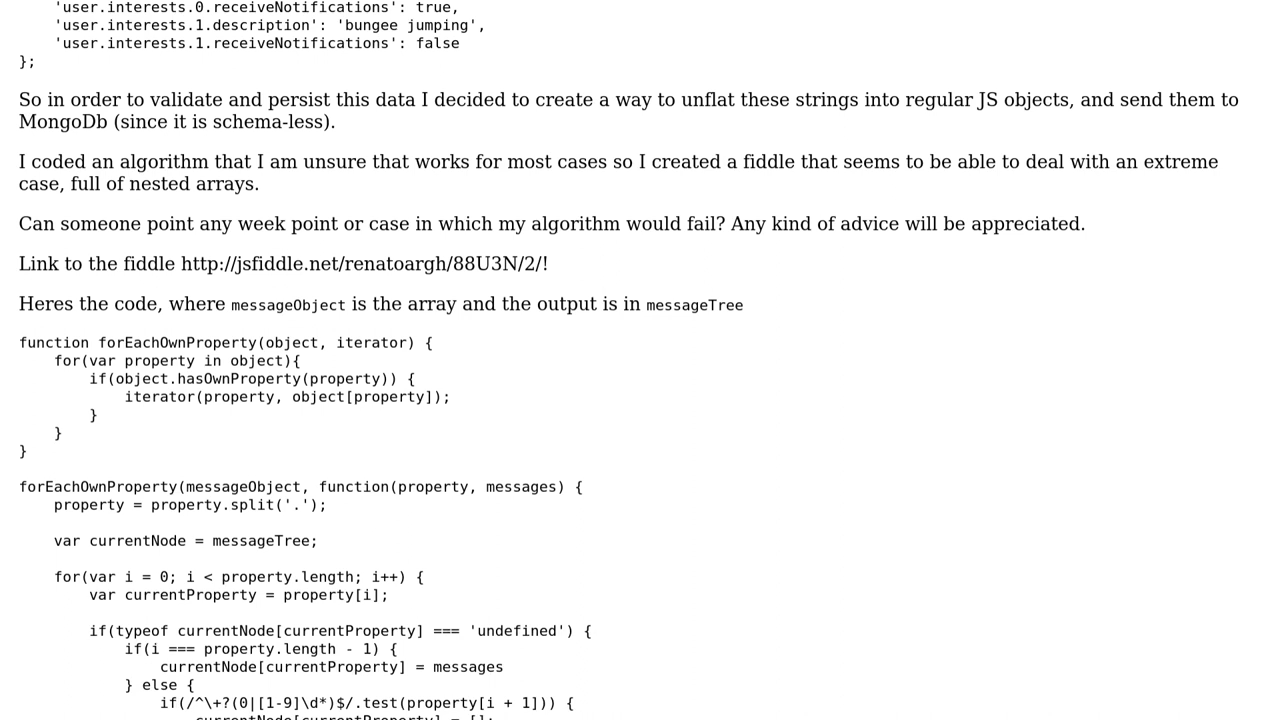 'user.interests.0.receiveNotifications': true,
    'user.interests.1.description': 'bungee jumping',
    'user.interests.1.receiveNotifications': false
};
So in order to validate and persist this data I decided to create a way to unflat these strings into regular JS objects, and send them to
MongoDb (since it is schema-less).
I coded an algorithm that I am unsure that works for most cases so I created a fiddle that seems to be able to deal with an extreme
case, full of nested arrays.
Can someone point any week point or case in which my algorithm would fail? Any kind of advice will be appreciated.
Link to the fiddle http://jsfiddle.net/renatoargh/88U3N/2/!
Heres the code, where messageObject is the array and the output is in messageTree
function forEachOwnProperty(object, iterator) {
    for(var property in object){
        if(object.hasOwnProperty(property)) {
            iterator(property, object[property]);
        }
    }
}
forEachOwnProperty(messageObject, function(property, messages) {
    property = property.split('.');
    var currentNode = messageTree;
    for(var i = 0; i < property.length; i++) {
        var currentProperty = property[i];
        if(typeof currentNode[currentProperty] === 'undefined') {
            if(i === property.length - 1) {
                currentNode[currentProperty] = messages
            } else {
                if(/^\+?(0|[1-9]\d*)$/.test(property[i + 1])) {
                    currentNode[currentProperty] = [];